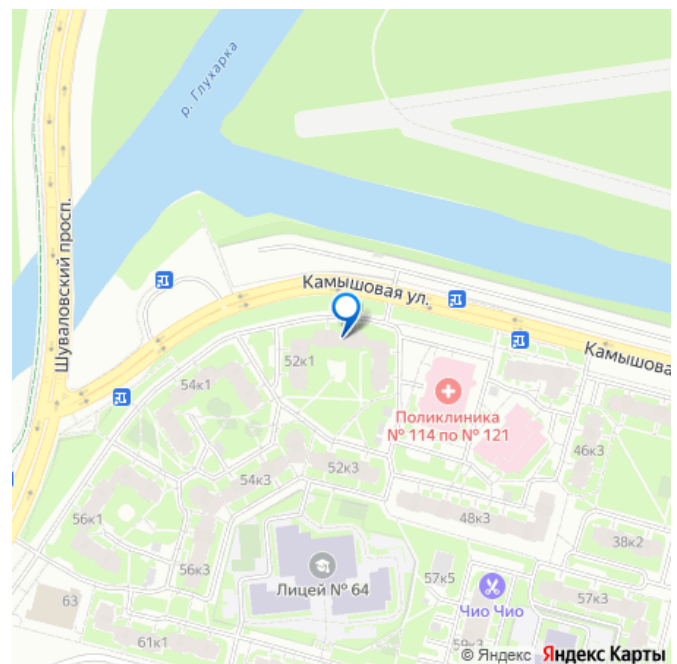 р. Глухарка
Шуваловский просп.
Камышовая ул.
Камышова
52к1
54к1
Поликлиника
№ 114 по № 121
46к3
54к3
52к3
48к3
56к1
38к2
56к3
Лицей № 64
57к5
57к3
63
Чио Чио
61к1
59к3
© Яндекс Яндекс Карты